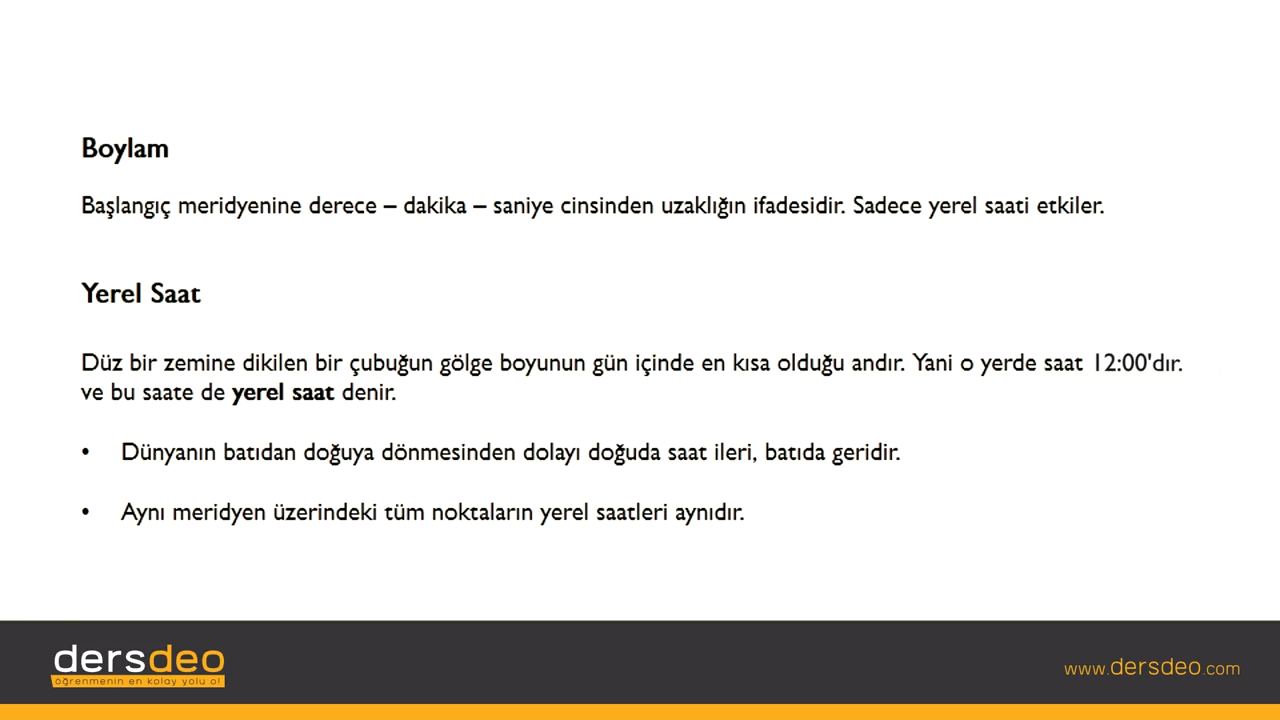 Boylam
Başlangıç meridyenine derece – dakika – saniye cinsinden uzaklığın ifadesidir. Sadece yerel saati etkiler.
Yerel Saat
Düz bir zemine dikilen bir çubuğun gölge boyunun gün içinde en kısa olduğu andır. Yani o yerde saat 12:00'dır.
ve bu saate de yerel saat denir.
• Dünyanın batıdan doğuya dönmesinden dolayı doğuda saat ileri, batıda geridir.
• Aynı meridyen üzerindeki tüm noktaların yerel saatleri aynıdır.
dersdeo
öğrenmenin en kolay yolu o!
www.dersdeo.com